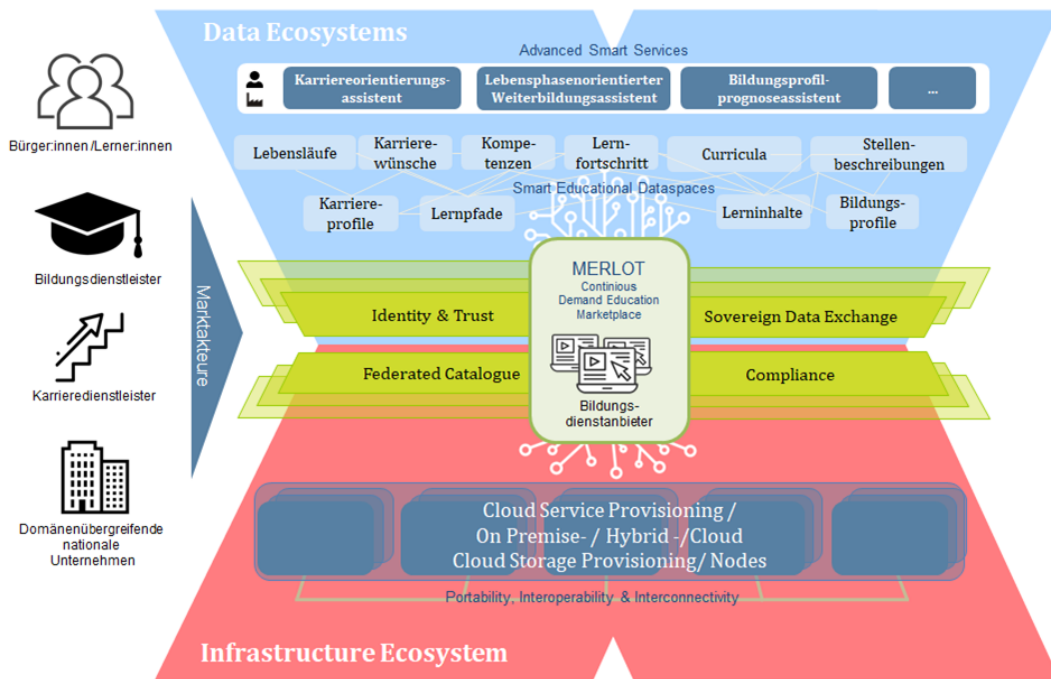 Data Ecosystems
Advanced Smart Services
Karriereorientierungs-
assistent
Lebensphasenorientierter
Weiterbildungsassistent
Bildungsprofil-
prognoseassistent
...
Bürger:innen /Lerner:innen
Lebensläufe
Karriere-
wünsche
Kompe-
tenzen
Lern-
fortschritt
Curricula
Stellen-
beschreibungen
Smart Educational Dataspaces
Karriere-
profile
Lernpfade
Lerninhalte
Bildungs-
profile
Bildungsdienstleister
Karrieredienstleister
Domänenübergreifende
nationale
Unternehmen
Marktakteure
MERLOT
Continious
Demand Education
Marketplace
Bildungs-
dienstanbieter
Identity & Trust
Sovereign Data Exchange
Federated Catalogue
Compliance
Cloud Service Provisioning /
On Premise- / Hybrid -/Cloud
Cloud Storage Provisioning/ Nodes
Portability, Interoperability & Interconnectivity
Infrastructure Ecosystem